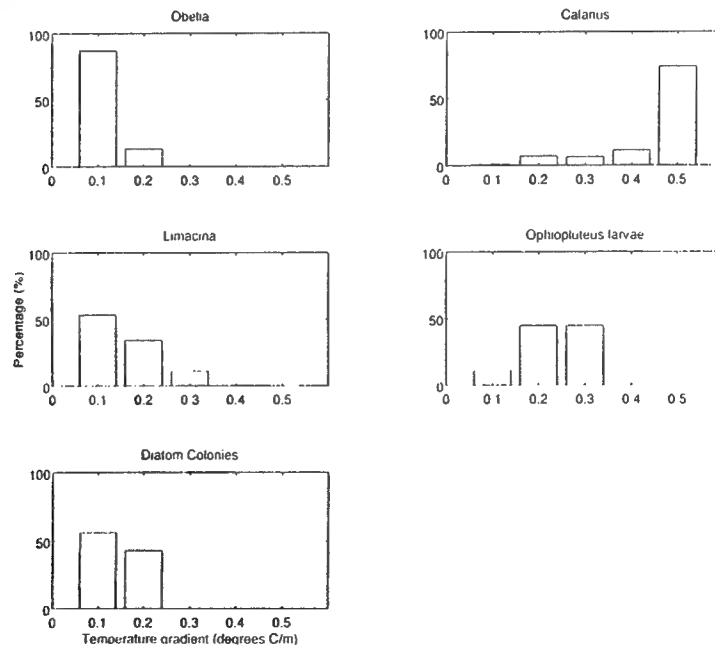 Obelia
100
50
0
0 0.1 0.2 0.3 0.4 0.5
Calanus
100
50
0
0 0 1 0.2 0.3 0.4 0.5
Limacina
Percentage (%)
100
50
0
0 0.1 0.2 0.3 0.4 0.5
Ophiopluteus larvae
100
50
0
0 0 1 0.2 0.3 0 4 0 5
Diatom Colonies
100
50
0
0 0.1 0.2 0.3 0.4 0.5
Temperature gradient (degrees C/m)